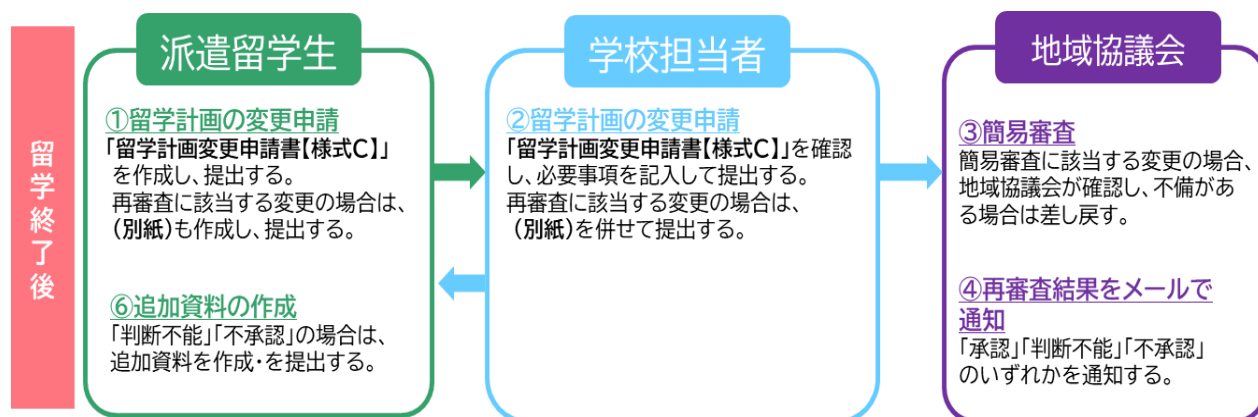 留学終了後
派遣留学生
①留学計画の変更申請
「留学計画変更申請書【様式C】」
を作成し、提出する。
再審査に該当する変更の場合は、
（別紙）も作成し、提出する。
⑥追加資料の作成
「判断不能」「不承認」の場合は、
追加資料を作成・を提出する。
学校担当者
②留学計画の変更申請
「留学計画変更申請書【様式C】」を確認
し、必要事項を記入して提出する。
再審査に該当する変更の場合は、
（別紙）を併せて提出する。
地域協議会
③簡易審査
簡易審査に該当する変更の場合、
地域協議会が確認し、不備があ
る場合は差し戻す。
④再審査結果をメールで
通知
「承認」「判断不能」「不承認」
のいずれかを通知する。